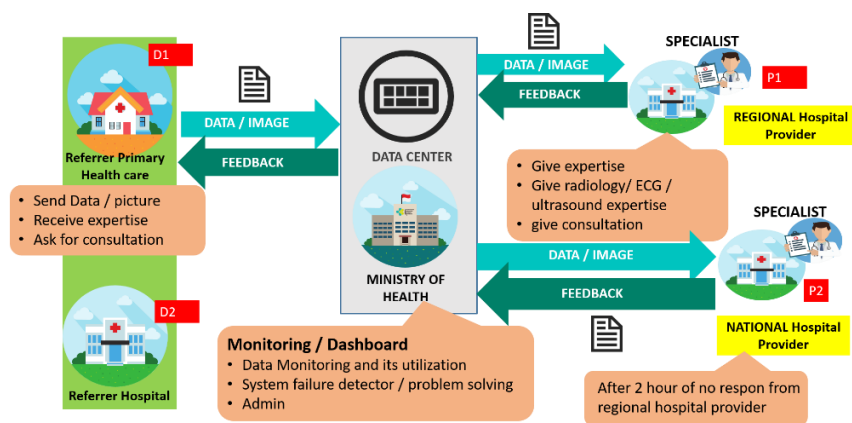 D1
Referrer Primary
Health care
DATA / IMAGE
FEEDBACK
• Send Data / picture
• Receive expertise
• Ask for consultation
D2
Referrer Hospital
DATA CENTER
MINISTRY OF
HEALTH
Monitoring / Dashboard
• Data Monitoring and its utilization
• System failure detector / problem solving
• Admin
DATA / IMAGE
FEEDBACK
SPECIALIST
P1
REGIONAL Hospital
Provider
• Give expertise
• Give radiology/ ECG /
ultrasound expertise
• give consultation
DATA / IMAGE
FEEDBACK
SPECIALIST
P2
NATIONAL Hospital
Provider
After 2 hour of no respon from
regional hospital provider